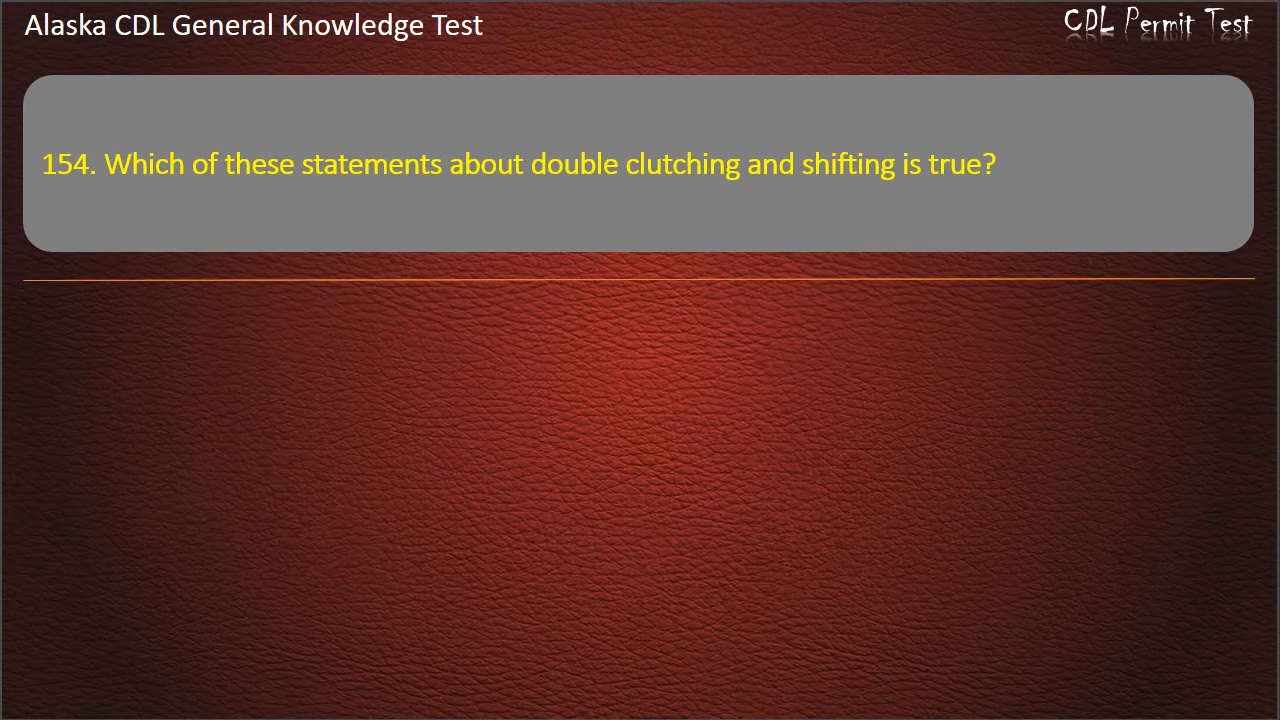 Alaska CDL General Knowledge Test
CDL Permit Test
154. Which of these statements about double clutching and shifting is true?